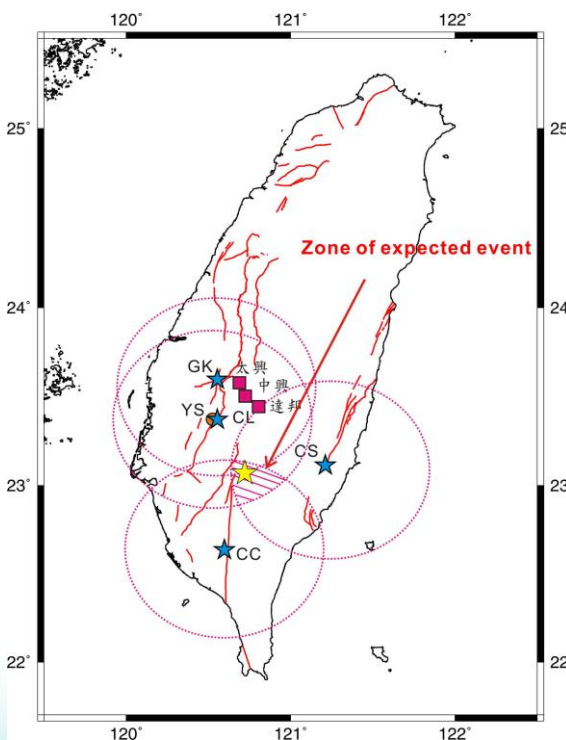 120° 121° 122°
25° 25
Zone of expected event
24° 24
GK 太興
中興
YS CL 達邦
CS
23° 23
CC
22° 22
120° 121° 122°